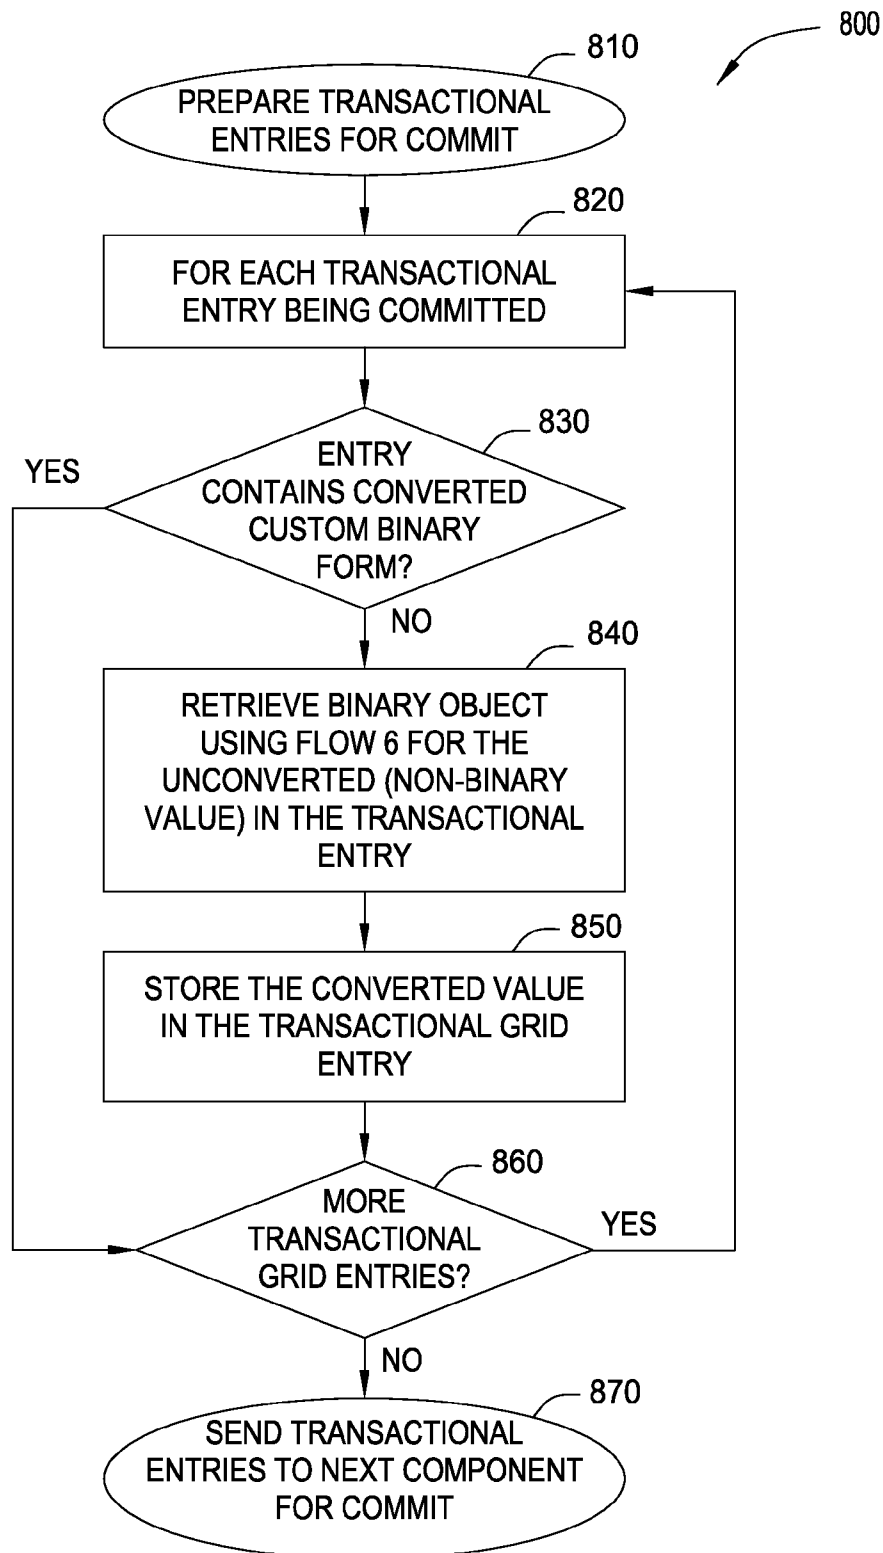 800
810
PREPARE TRANSACTIONAL
ENTRIES FOR COMMIT
820
FOR EACH TRANSACTIONAL
ENTRY BEING COMMITTED
830
YES
ENTRY
CONTAINS CONVERTED
CUSTOM BINARY
FORM?
NO
840
RETRIEVE BINARY OBJECT
USING FLOW 6 FOR THE
UNCONVERTED (NON-BINARY
VALUE) IN THE TRANSACTIONAL
ENTRY
850
STORE THE CONVERTED VALUE
IN THE TRANSACTIONAL GRID
ENTRY
860
MORE
TRANSACTIONAL
GRID ENTRIES?
YES
NO
870
SEND TRANSACTIONAL
ENTRIES TO NEXT COMPONENT
FOR COMMIT